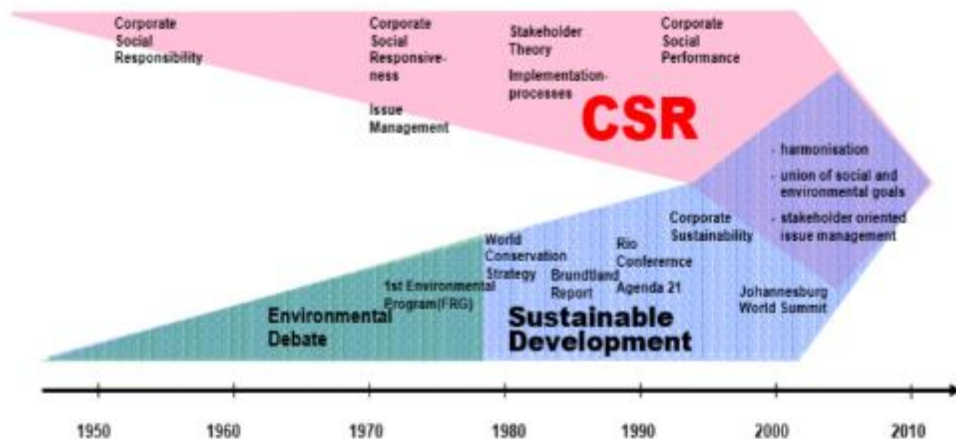 Corporate
Social
Responsibility
Corporate
Social
Responsive-
ness
Issue
Management
Stakeholder
Theory
Implementation-
processes
Corporate
Social
Performance
CSR
- harmonisation
- union of social and
environmental goals
- stakeholder oriented
issue management
Corporate
Sustainability
World
Conservation
Strategy
Rio
Conferernce
Agenda 21
Brundtland
Report
1st Environmental
Program(FRG)
Johannesburg
World Summit
Environmental
Debate
Sustainable
Development
1950
1960
1970
1980
1990
2000
2010